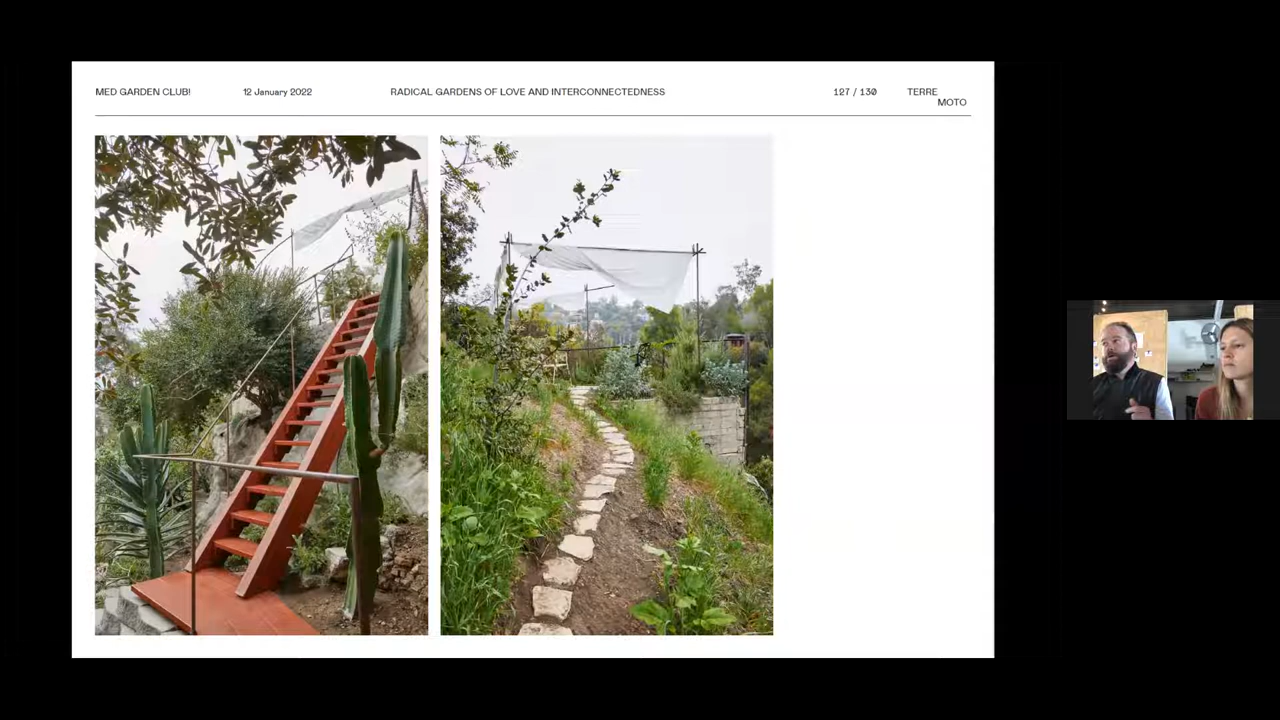 MED GARDEN CLUB! 12 January 2022 RADICAL GARDENS OF LOVE AND INTERCONNECTEDNESS 127 / 130 TERRE
MOTO